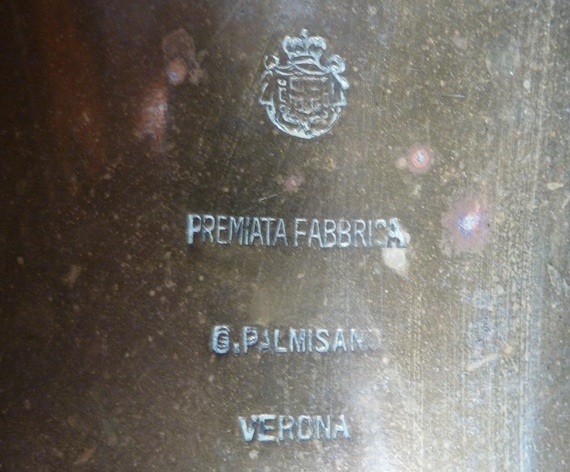 PREMIATA FABBRICA
G. PALMISANO
VERONA